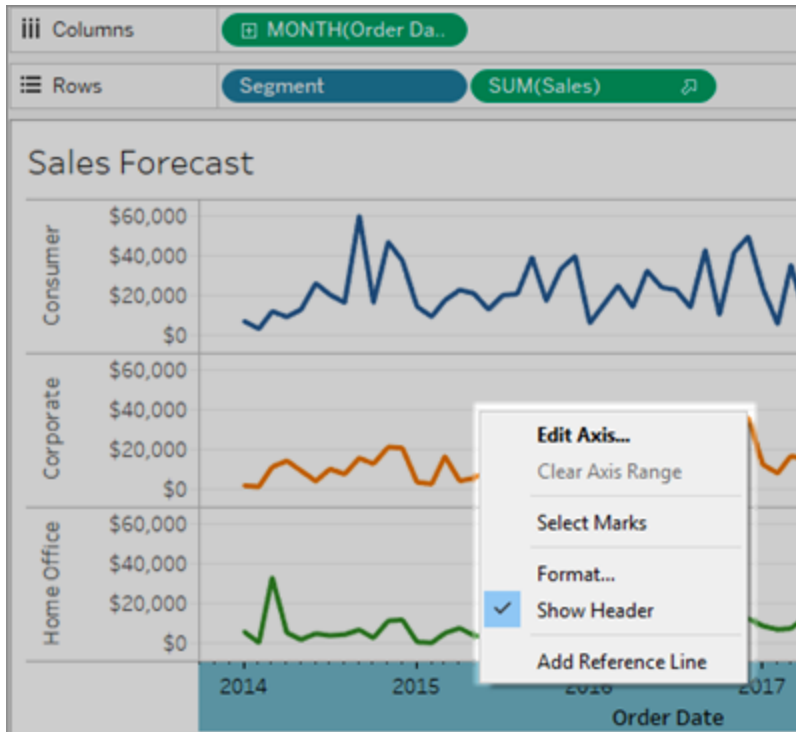 Columns
MONTH(Order Da..
Rows
Segment
SUM(Sales)
Sales Forecast
Consumer
$60,000
$40,000
$20,000
$0
Corporate
$60,000
$40,000
$20,000
$0
Home Office
$60,000
$40,000
$20,000
$0
Edit Axis...
Clear Axis Range
Select Marks
Format...
Show Header
Add Reference Line
2014
2015
2016
2017
Order Date